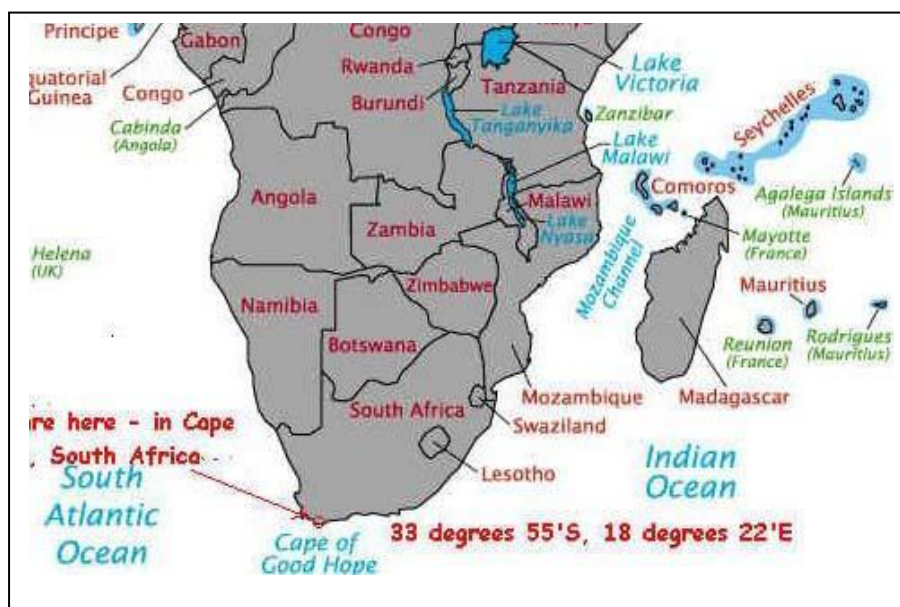 Principe
Gabon
Congo
Rwanda
Lake
Victoria
quatorial
Guinea
Congo
Tanzania
Burundi
Cabinda
(Angola)
Lake
Tanganyika
Zanzibar
Seychelles
Lake
Malawi
Comoros
Agalega Islands
(Mauritius)
Angola
Malawi
Zambia
Lake
Nyasa
Mayotte
(France)
Helena
(UK)
Mozambique
Channel
Zimbabwe
Mauritius
Namibia
Botswana
Reunion
(France)
Rodrigues
(Mauritius)
South Africa
Mozambique
Madagascar
Swaziland
re here - in Cape
, South Africa
Lesotho
South
Atlantic
Ocean
Indian
Ocean
33 degrees 55'S, 18 degrees 22'E
Cape of
Good Hope